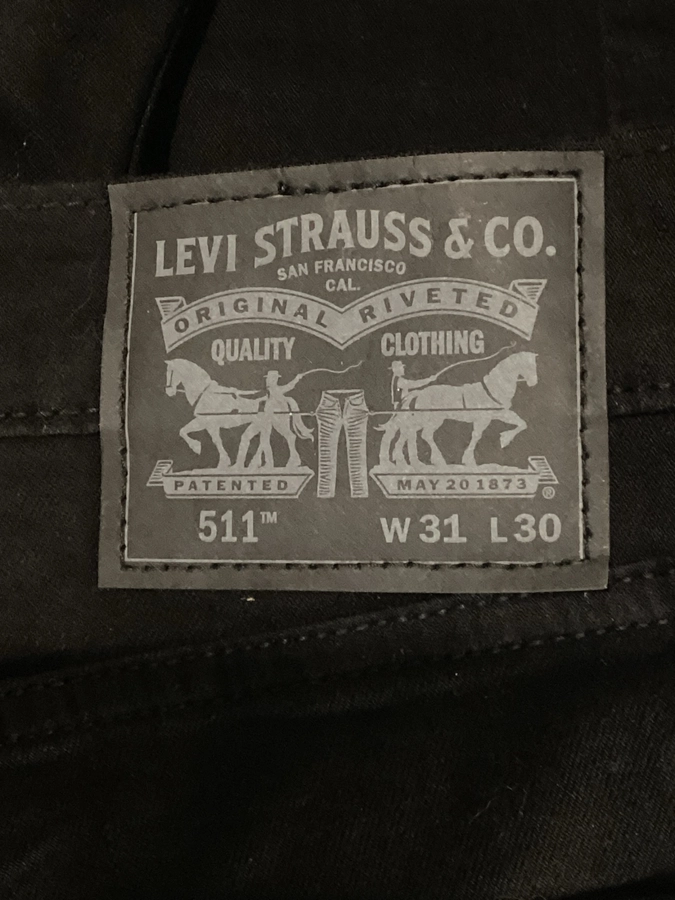 LEVI STRAUSS & CO.
SAN FRANCISCO
CAL.
ORIGINAL RIVETED
QUALITY CLOTHING
PATENTED MAY 20 1873 ®
511™ W 31 L 30